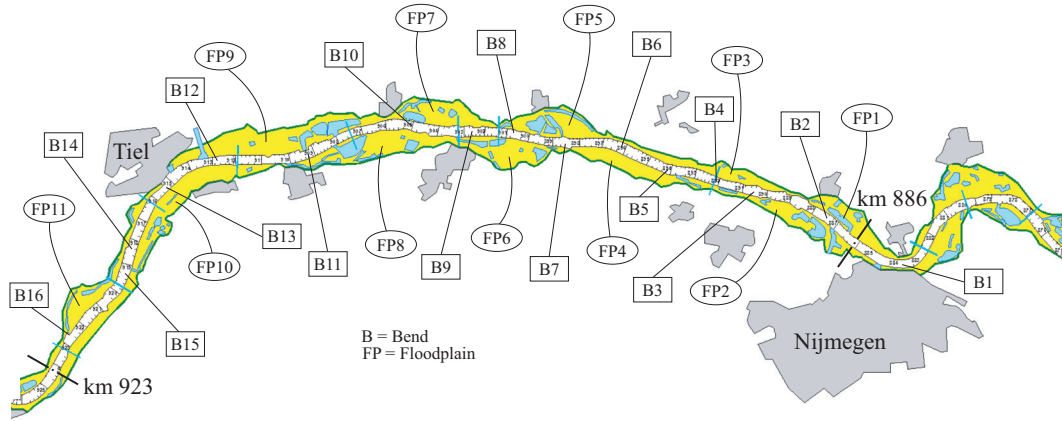 FP7
FP5
B10
B8
B6
FP9
FP3
B12
B4
B2
FP1
B14
Tiel
km 886
FP11
B13
B5
FP10
B11
FP8
B9
FP6
B7
FP4
B3
FP2
B1
B16
B15
B = Bend
FP = Floodplain
Nijmegen
km 923